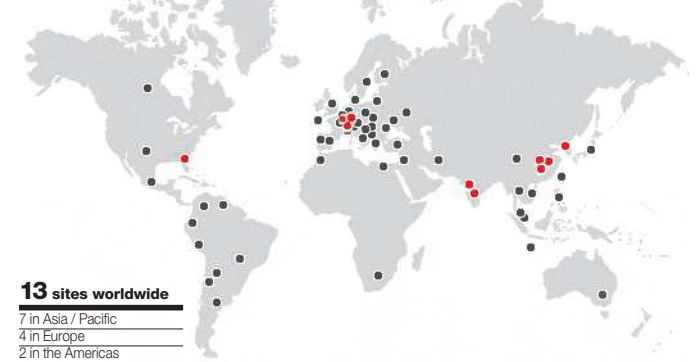 13 sites worldwide
7 in Asia / Pacific
4 in Europe
2 in the Americas